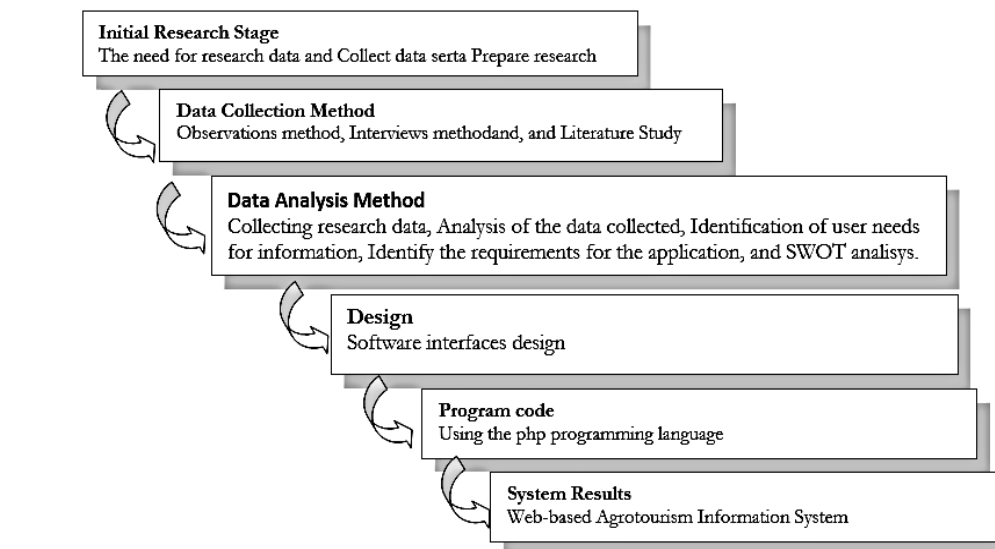 Initial Research Stage
The need for research data and Collect data serta Prepare research
Data Collection Method
Observations method, Interviews methodand, and Literature Study
Data Analysis Method
Collecting research data, Analysis of the data collected, Identification of user needs
for information, Identify the requirements for the application, and SWOT analisys.
Design
Software interfaces design
Program code
Using the php programming language
System Results
Web-based Agrotourism Information System